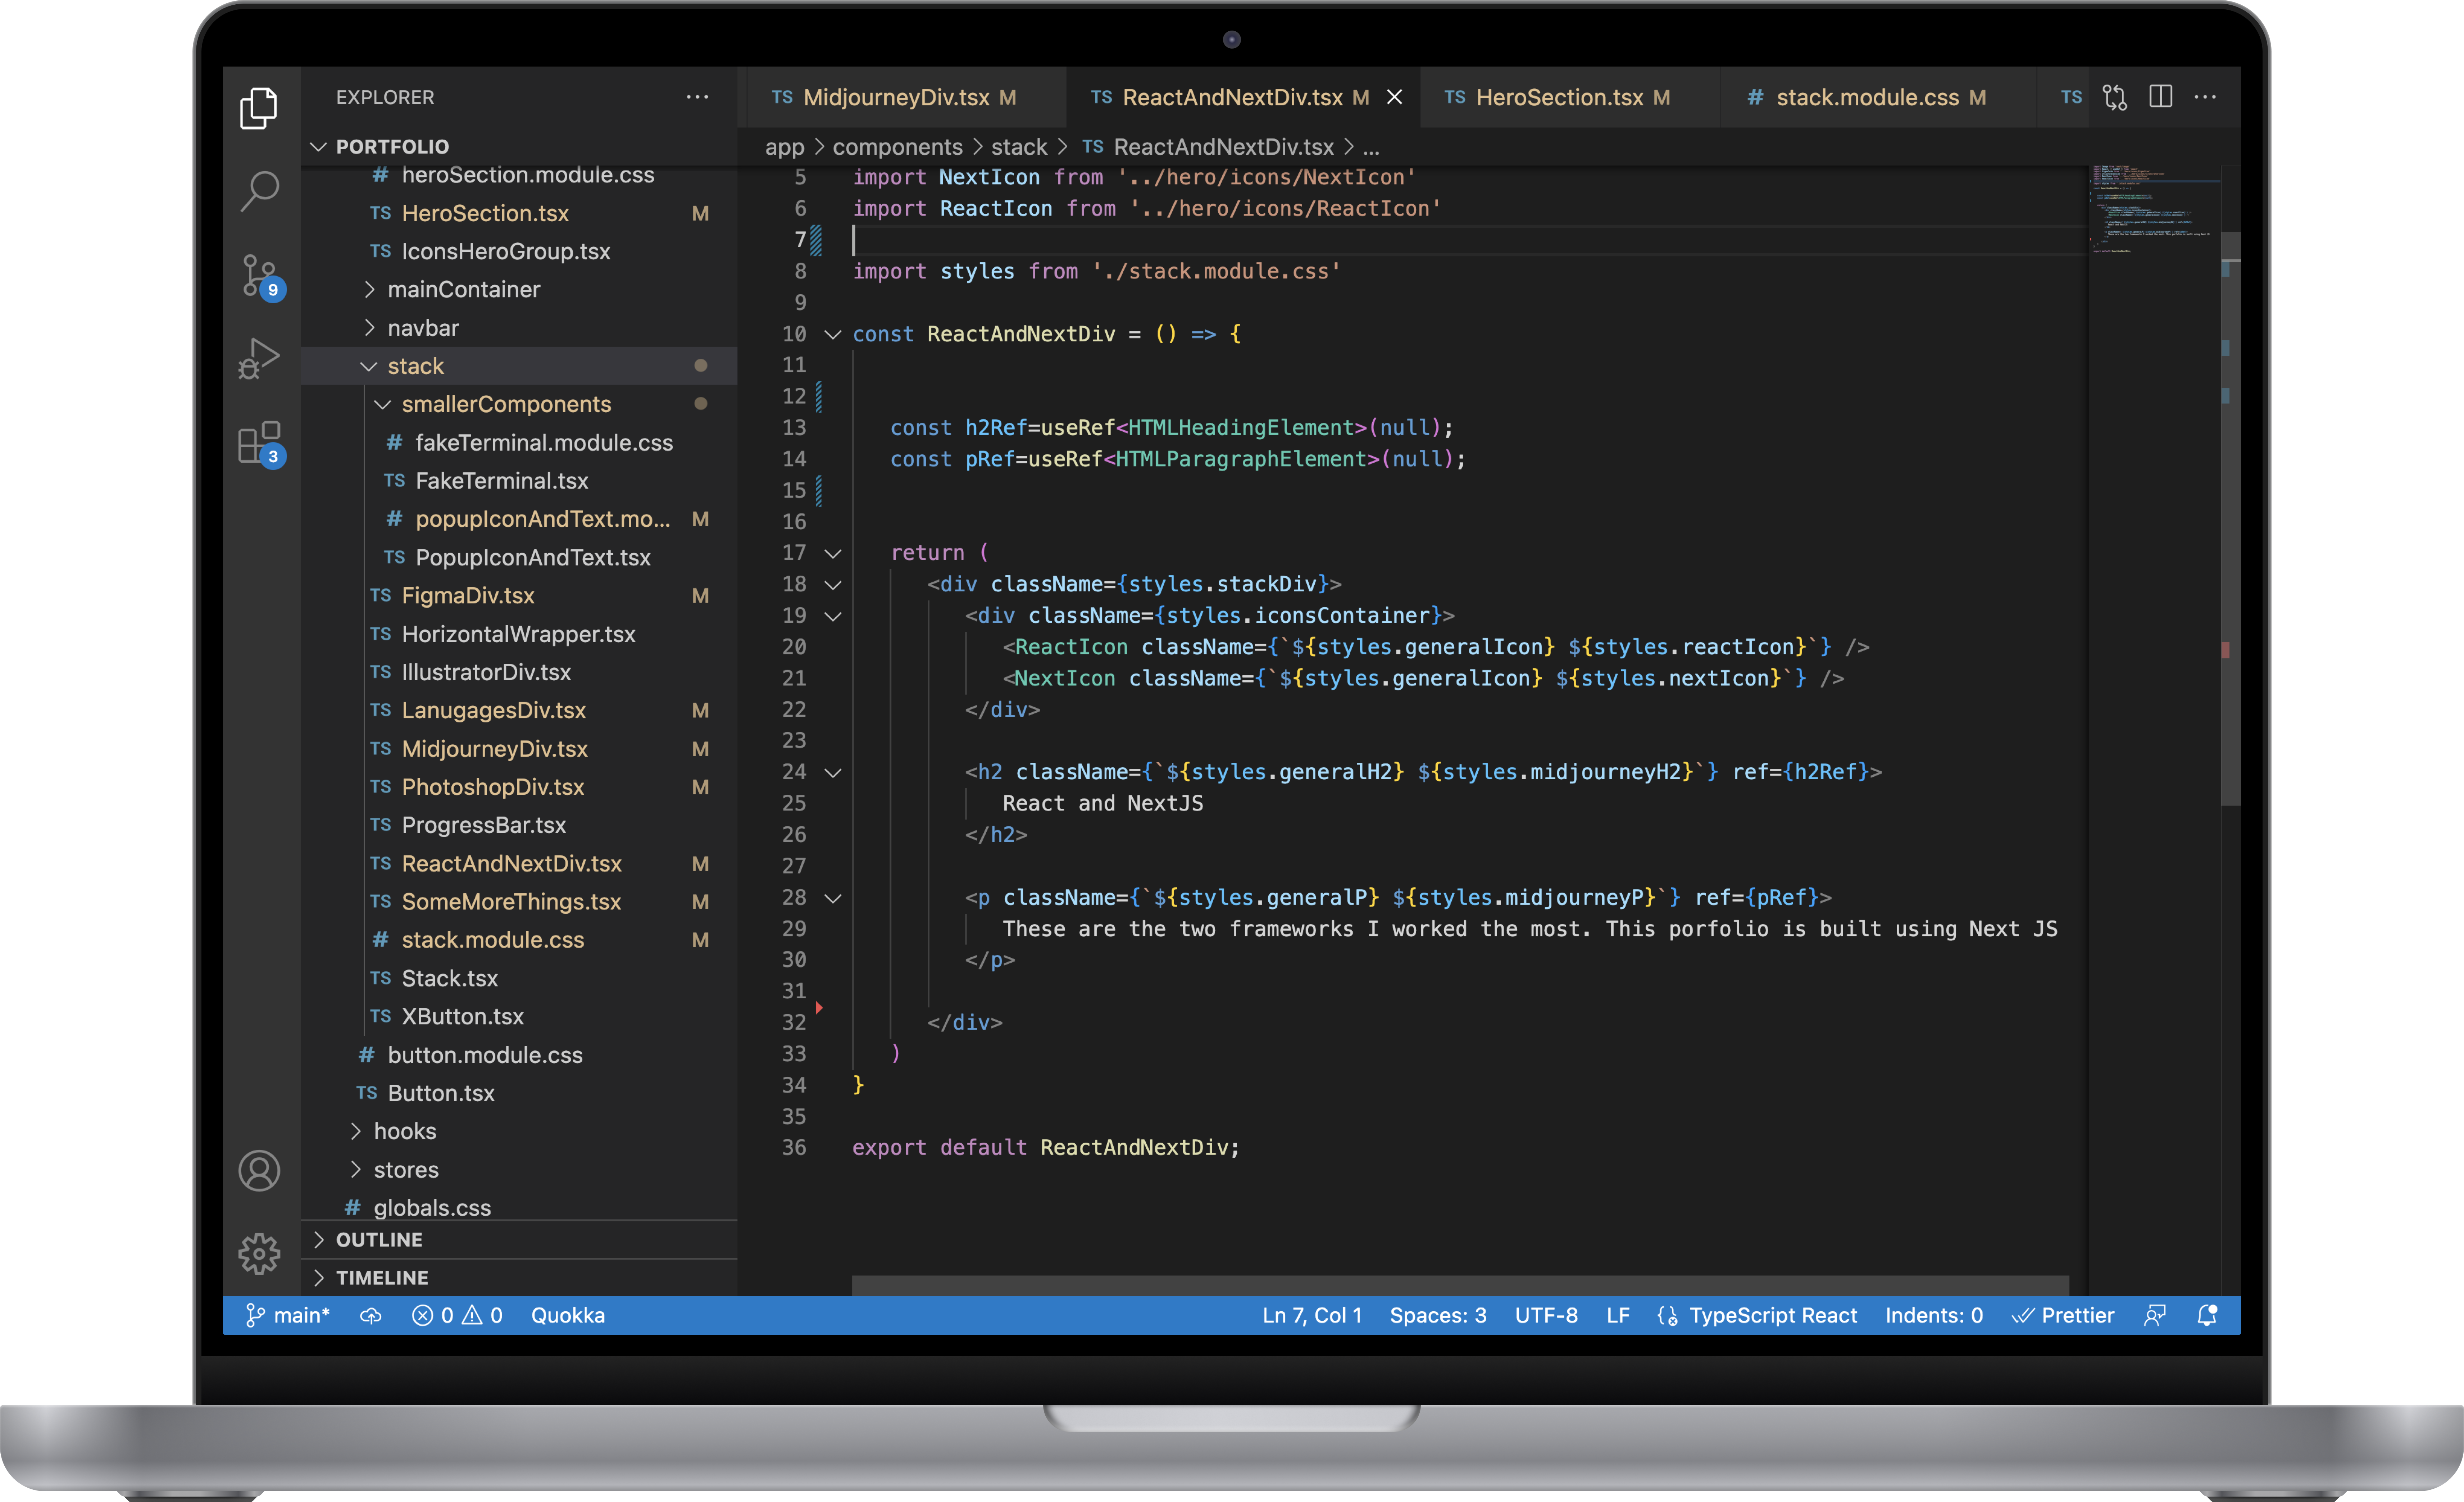 EXPLORER
PORTFOLIO
# heroSection.module.css
TS HeroSection.tsx M
TS IconsHeroGroup.tsx
mainContainer
navbar
stack
smallerComponents
# fakeTerminal.module.css
TS FakeTerminal.tsx
# popupIconAndText.mo... M
TS PopupIconAndText.tsx
TS FigmaDiv.tsx M
TS HorizontalWrapper.tsx
TS IllustratorDiv.tsx
TS LanugagesDiv.tsx M
TS MidjourneyDiv.tsx M
TS PhotoshopDiv.tsx M
TS ProgressBar.tsx
TS ReactAndNextDiv.tsx M
TS SomeMoreThings.tsx M
# stack.module.css M
TS Stack.tsx
TS XButton.tsx
# button.module.css
TS Button.tsx
hooks
stores
# globals.css
OUTLINE
TIMELINE
9
3
TS MidjourneyDiv.tsx M TS ReactAndNextDiv.tsx M TS HeroSection.tsx M # stack.module.css M TS
app > components > stack > TS ReactAndNextDiv.tsx > ...
5 import NextIcon from '../hero/icons/NextIcon'
6 import ReactIcon from '../hero/icons/ReactIcon'
7
8 import styles from './stack.module.css'
9
10 const ReactAndNextDiv = () => {
11
12
13 const h2Ref=useRef<HTMLHeadingElement>(null);
14 const pRef=useRef<HTMLParagraphElement>(null);
15
16
17 return (
18 <div className={styles.stackDiv}>
19 <div className={styles.iconsContainer}>
20 <ReactIcon className={`${styles.generalIcon} ${styles.reactIcon}`} />
21 <NextIcon className={`${styles.generalIcon} ${styles.nextIcon}`} />
22 </div>
23
24 <h2 className={`${styles.generalH2} ${styles.midjourneyH2}`} ref={h2Ref}>
25 React and NextJS
26 </h2>
27
28 <p className={`${styles.generalP} ${styles.midjourneyP}`} ref={pRef}>
29 These are the two frameworks I worked the most. This porfolio is built using Next JS
30 </p>
31
32 </div>
33 )
34 }
35
36 export default ReactAndNextDiv;
main* 0 0 Quokka Ln 7, Col 1 Spaces: 3 UTF-8 LF TypeScript React Indents: 0 Prettier